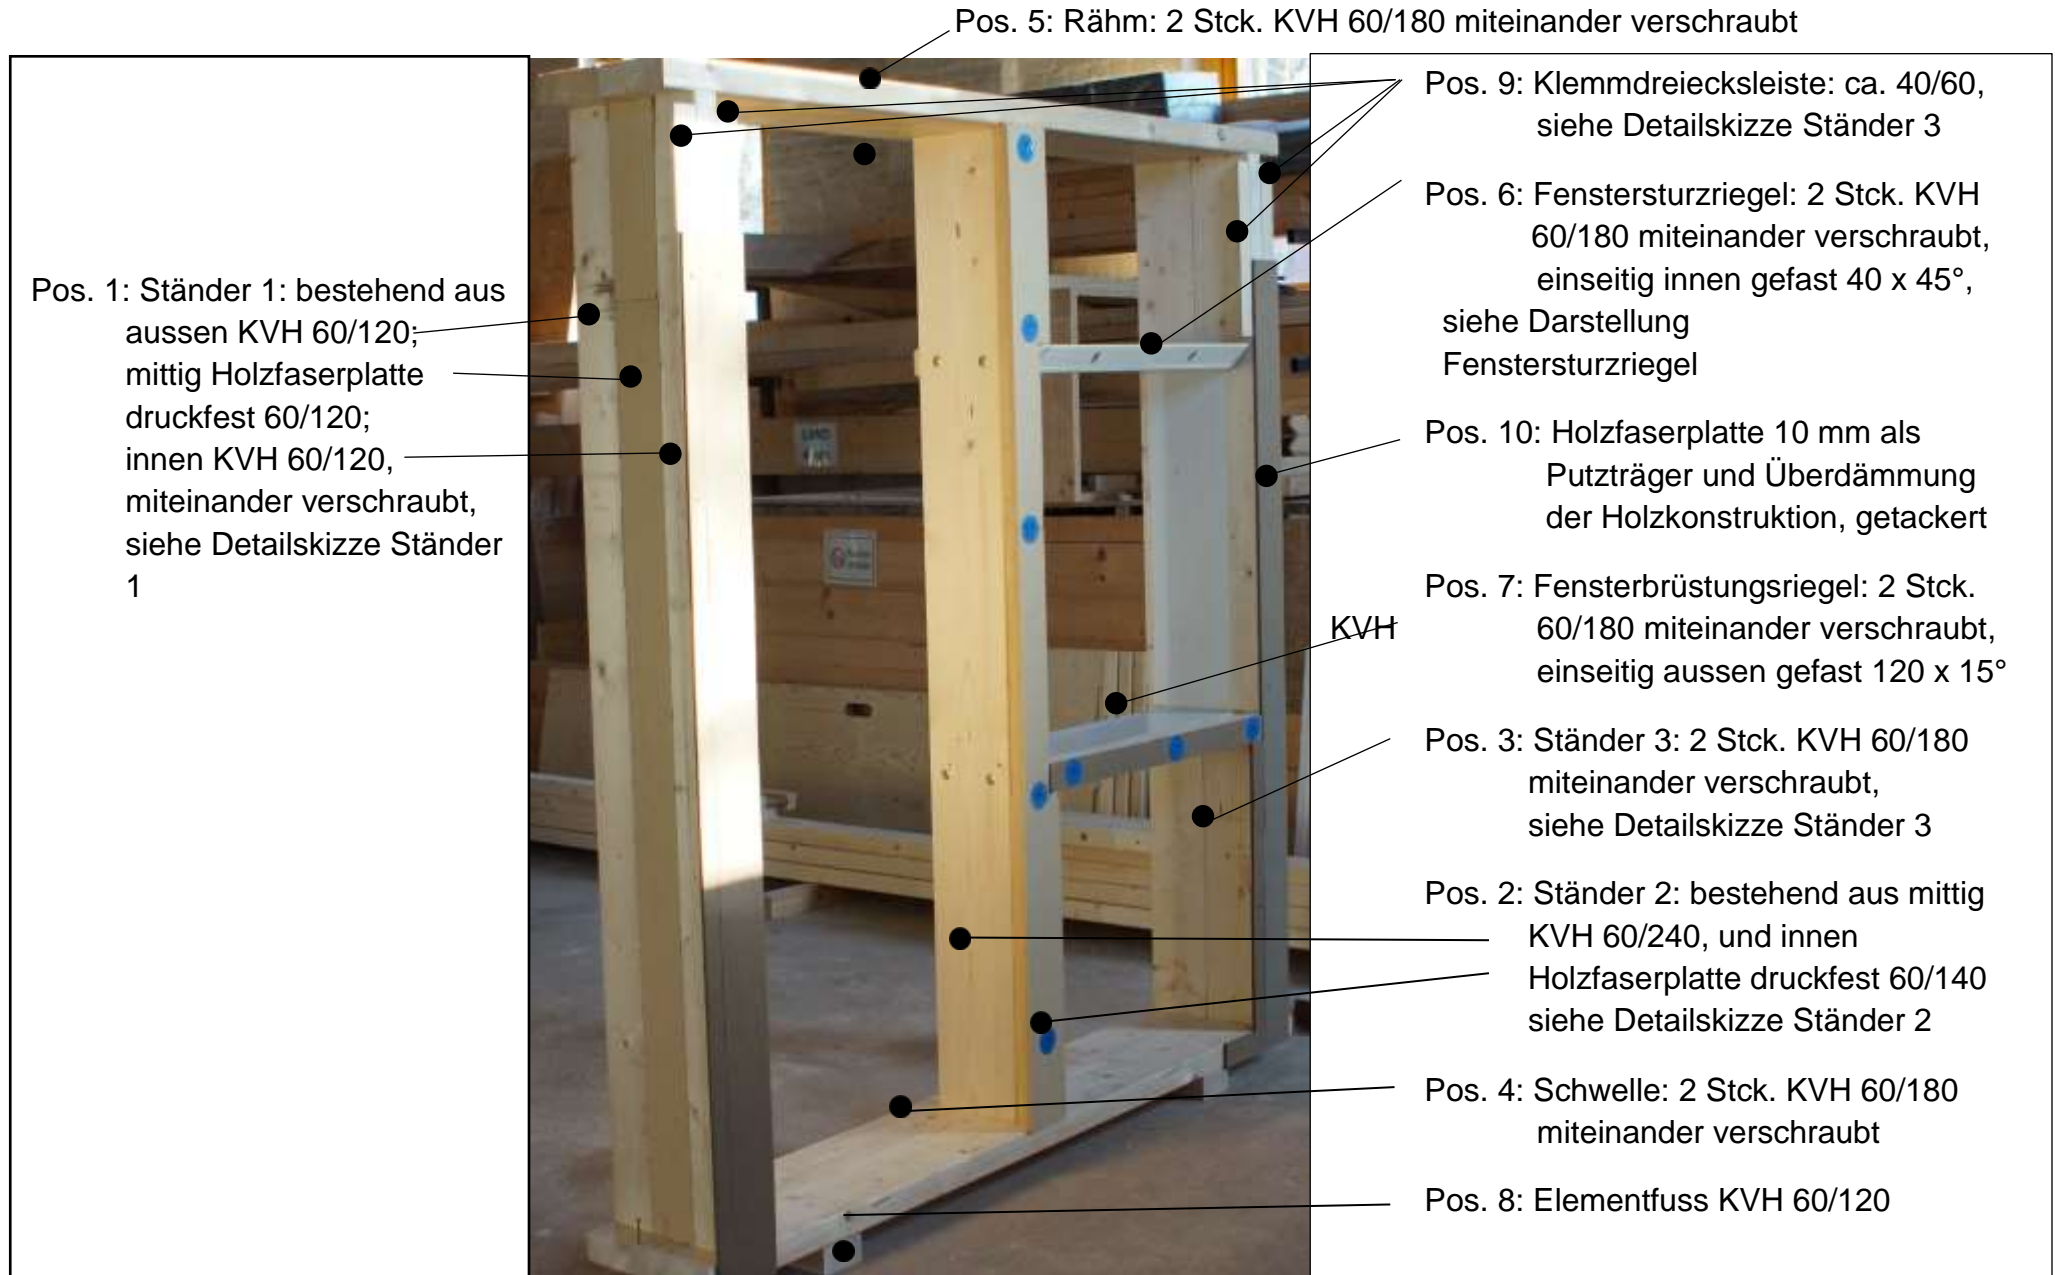 Pos. 5: Rähm: 2 Stck. KVH 60/180 miteinander verschraubt
Pos. 1: Ständer 1: bestehend aus
aussen KVH 60/120;
mittig Holzfaserplatte
druckfest 60/120;
innen KVH 60/120,
miteinander verschraubt,
siehe Detailskizze Ständer
1
Pos. 9: Klemmdreiecksleiste: ca. 40/60,
siehe Detailskizze Ständer 3
Pos. 6: Fenstersturzriegel: 2 Stck. KVH
60/180 miteinander verschraubt,
einseitig innen gefast 40 x 45°,
siehe Darstellung
Fenstersturzriegel
Pos. 10: Holzfaserplatte 10 mm als
Putzträger und Überdämmung
der Holzkonstruktion, getackert
Pos. 7: Fensterbrüstungsriegel: 2 Stck.
KVH 60/180 miteinander verschraubt,
einseitig aussen gefast 120 x 15°
Pos. 3: Ständer 3: 2 Stck. KVH 60/180
miteinander verschraubt,
siehe Detailskizze Ständer 3
Pos. 2: Ständer 2: bestehend aus mittig
KVH 60/240, und innen
Holzfaserplatte druckfest 60/140
siehe Detailskizze Ständer 2
Pos. 4: Schwelle: 2 Stck. KVH 60/180
miteinander verschraubt
Pos. 8: Elementfuss KVH 60/120